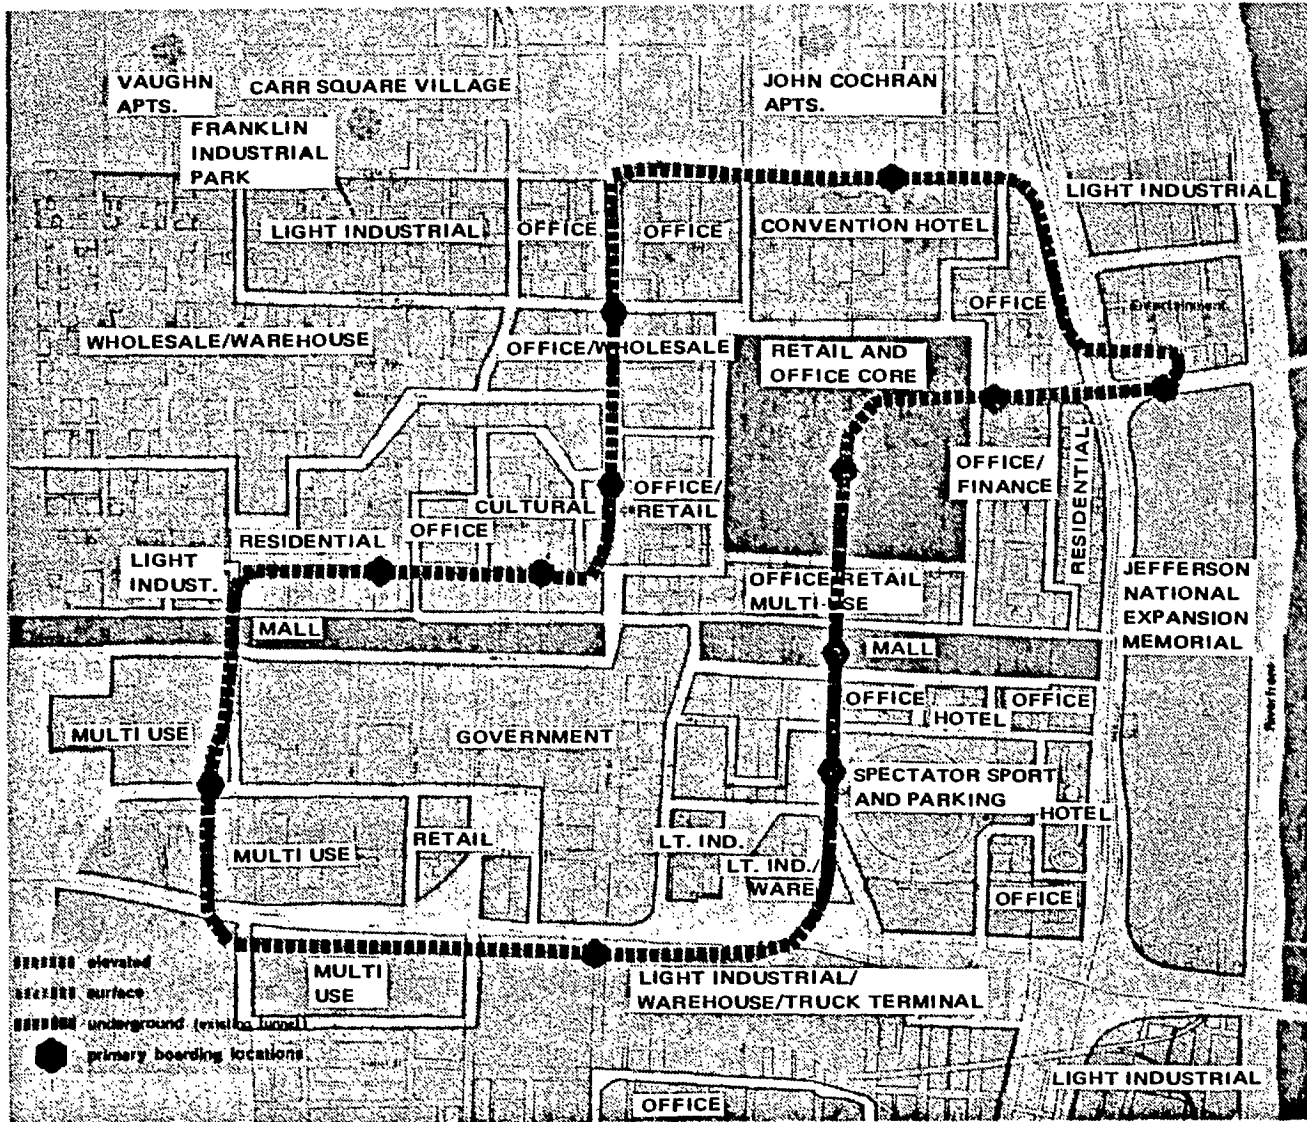 VAUGHN
APTS.
CARR SQUARE VILLAGE
JOHN COCHRAN
APTS.
FRANKLIN
INDUSTRIAL
PARK
LIGHT INDUSTRIAL
LIGHT INDUSTRIAL
OFFICE
OFFICE
CONVENTION HOTEL
OFFICE
Entertainment
WHOLESALE/WAREHOUSE
OFFICE/WHOLESALE
RETAIL AND
OFFICE CORE
OFFICE/
FINANCE
RESIDENTIAL
CULTURAL
OFFICE/
RETAIL
OFFICE
RESIDENTIAL
LIGHT
INDUST.
OFFICE/RETAIL
MULTI-USE
JEFFERSON
NATIONAL
EXPANSION
MEMORIAL
MALL
MALL
OFFICE
OFFICE
HOTEL
Riverfront
MULTI USE
GOVERNMENT
SPECTATOR SPORT
AND PARKING
HOTEL
RETAIL
MULTI USE
LT. IND.
LT. IND./
WARE
OFFICE
MULTI
USE
LIGHT INDUSTRIAL/
WAREHOUSE/TRUCK TERMINAL
elevated
surface
underground (existing tunnel)
primary boarding locations
LIGHT INDUSTRIAL
OFFICE